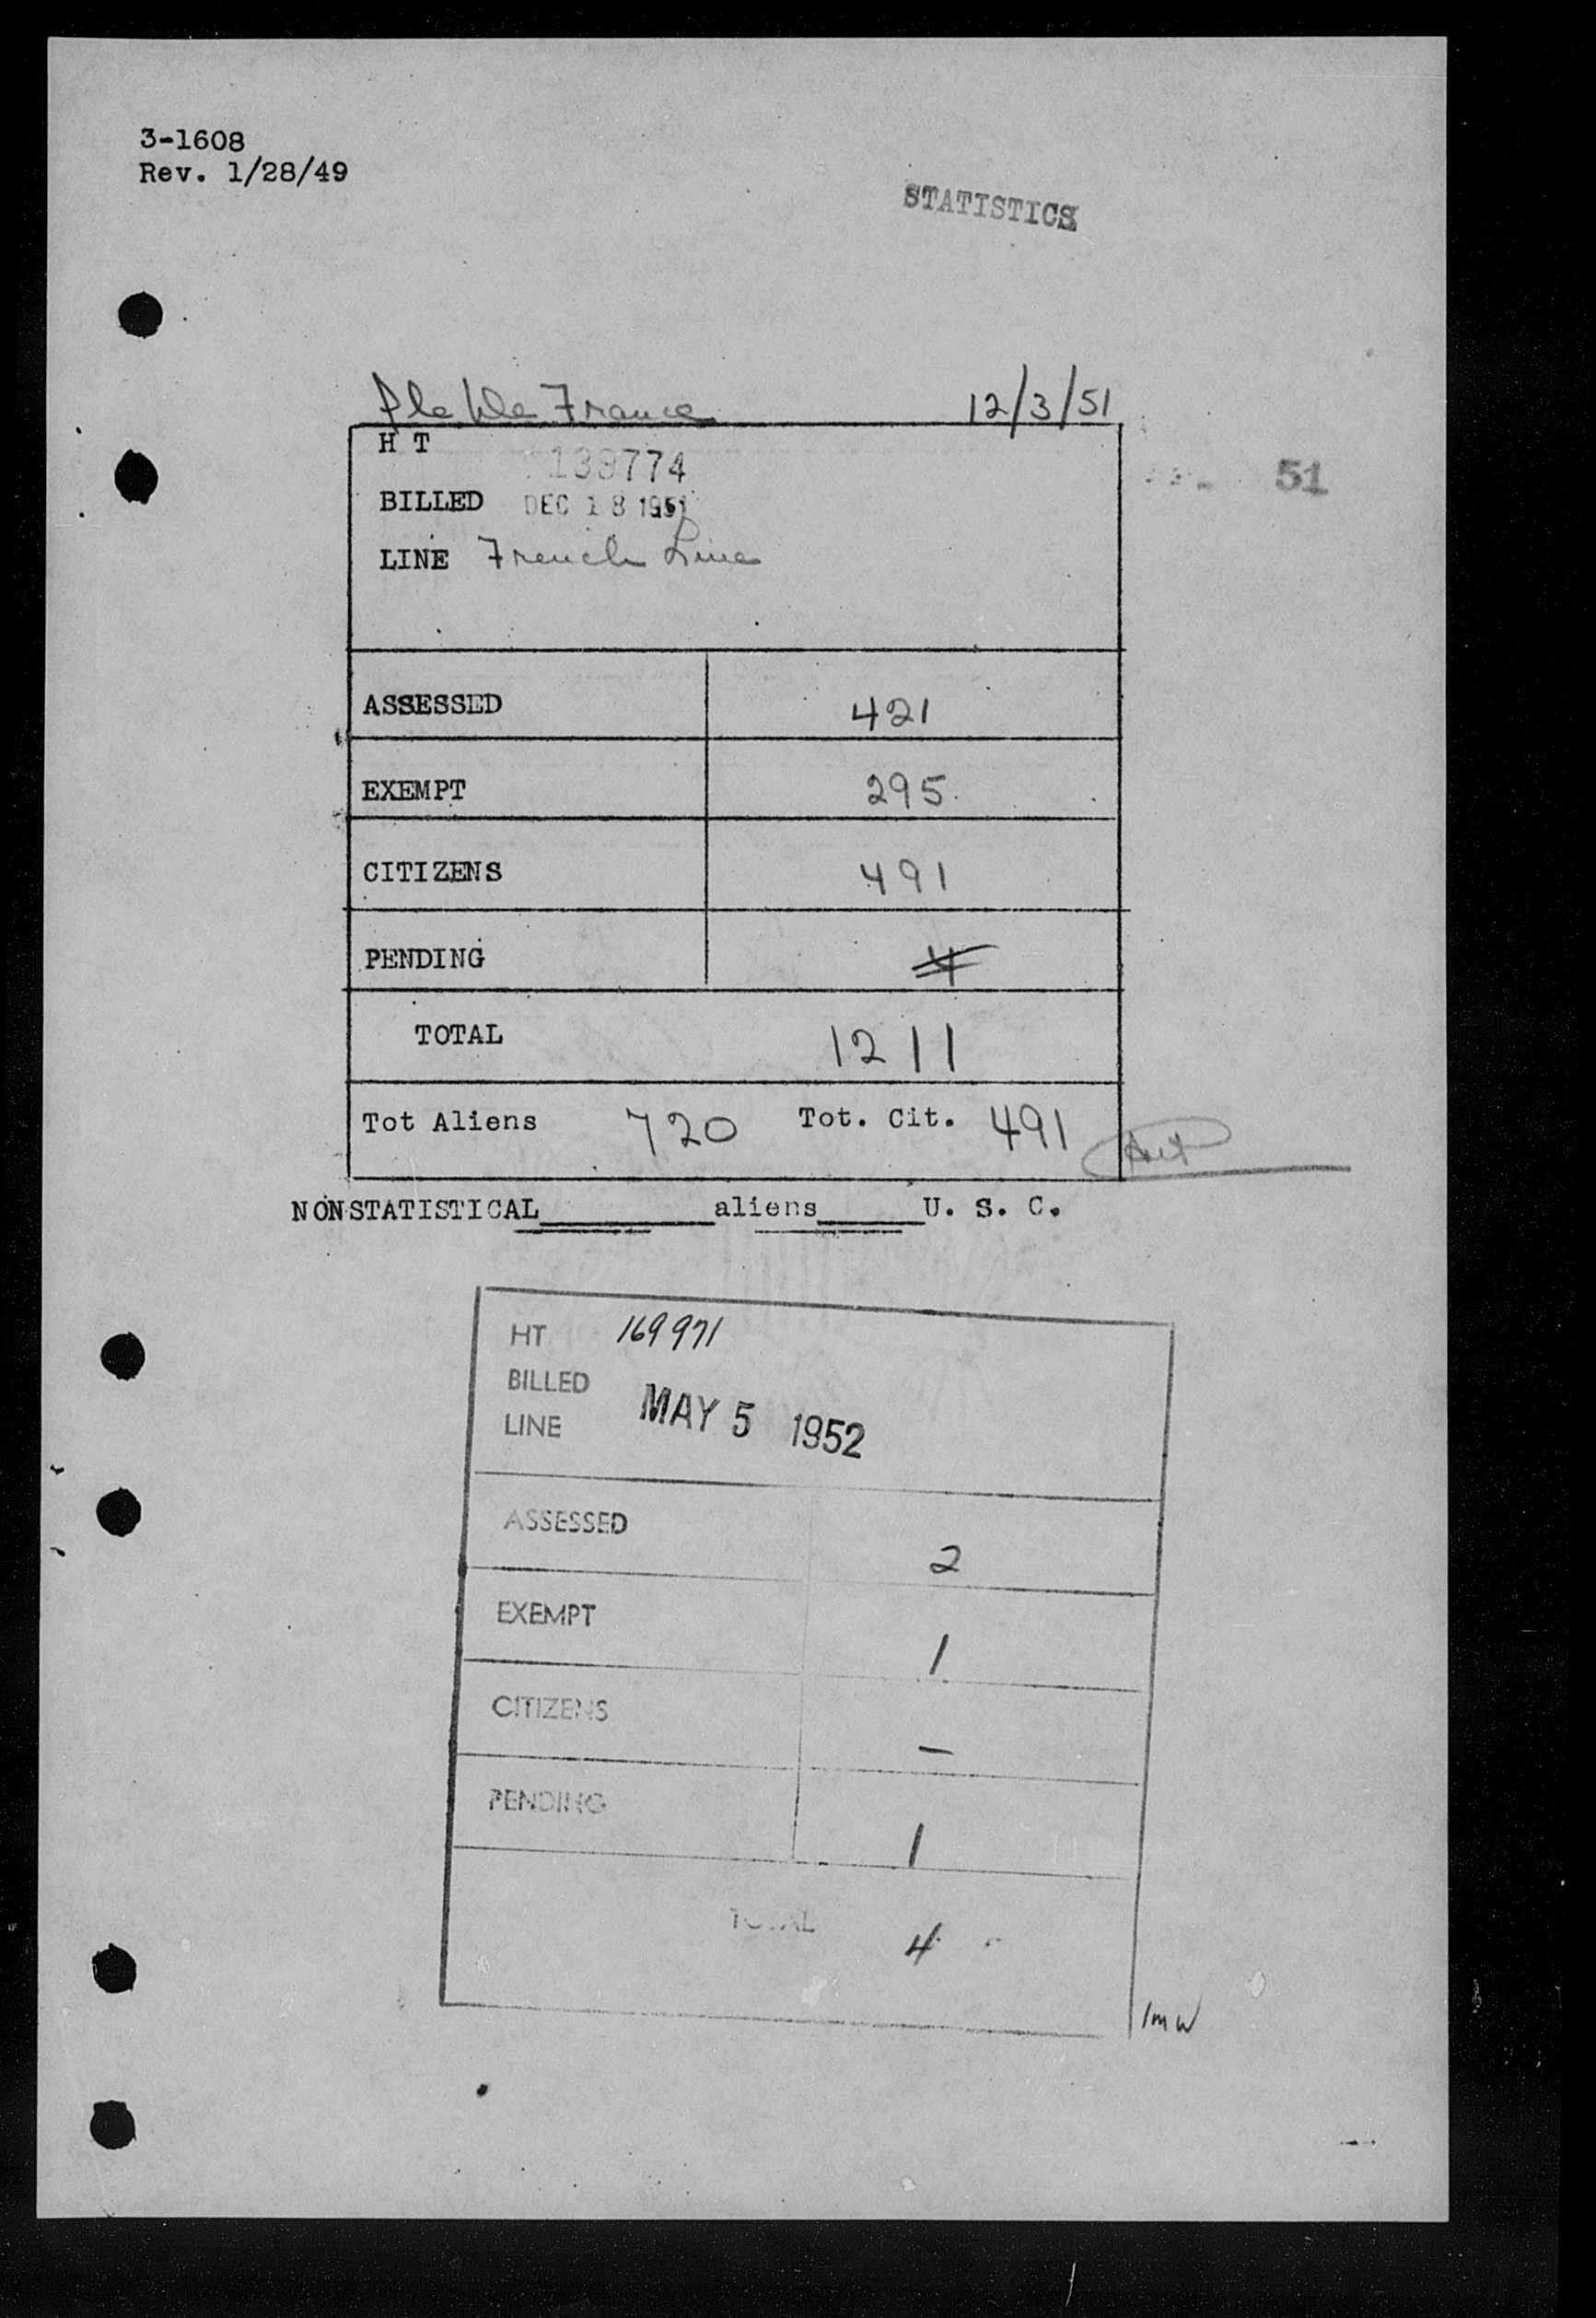 3-1608
Rev. 1/28/49
STATISTICS
Ile de France 12/3/51
H T
139774
51
BILLED DEC 18 1951
LINE French Line
ASSESSED 421
EXEMPT 295
CITIZENS 491
PENDING 4
TOTAL 1211
Tot Aliens 720 Tot. Cit. 491
NONSTATISTICAL aliens U. S. C.
HT 169971
BILLED
MAY 5 1952
LINE
ASSESSED 2
EXEMPT 1
CITIZENS –
PENDING 1
TOTAL 4